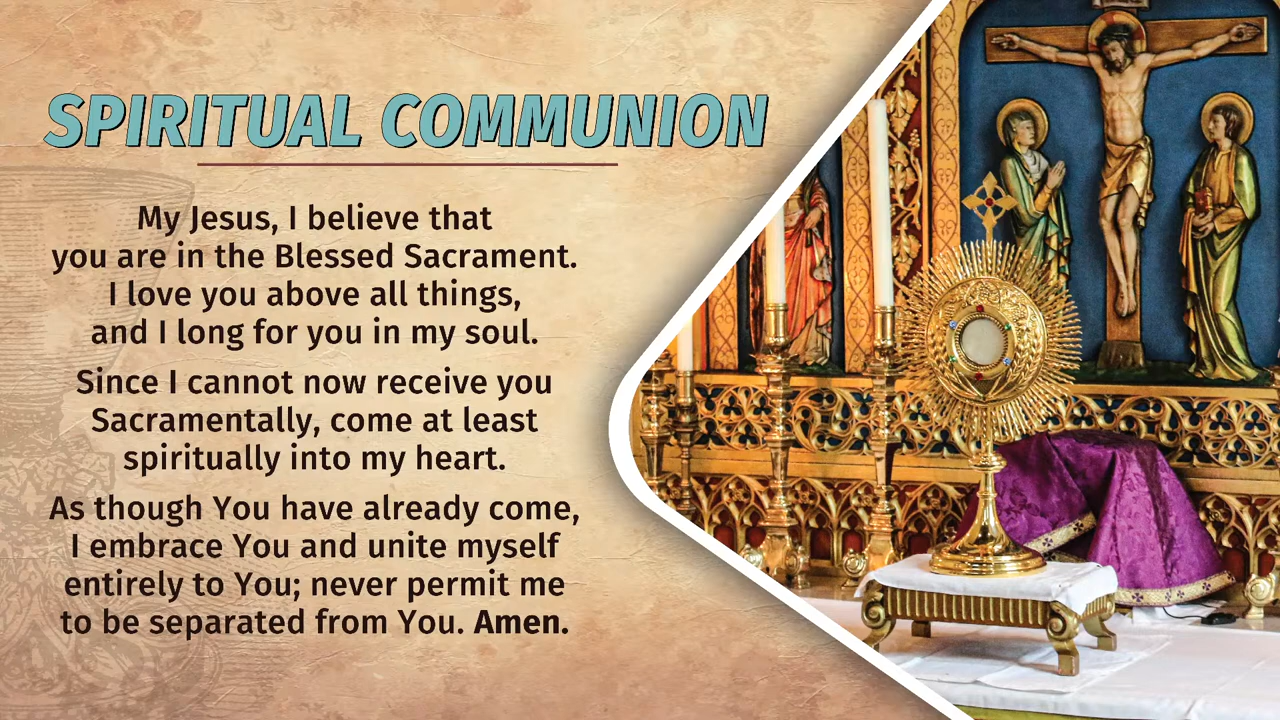 SPIRITUAL COMMUNION
My Jesus, I believe that
you are in the Blessed Sacrament.
I love you above all things,
and I long for you in my soul.
Since I cannot now receive you
Sacramentally, come at least
spiritually into my heart.
As though You have already come,
I embrace You and unite myself
entirely to You; never permit me
to be separated from You. Amen.